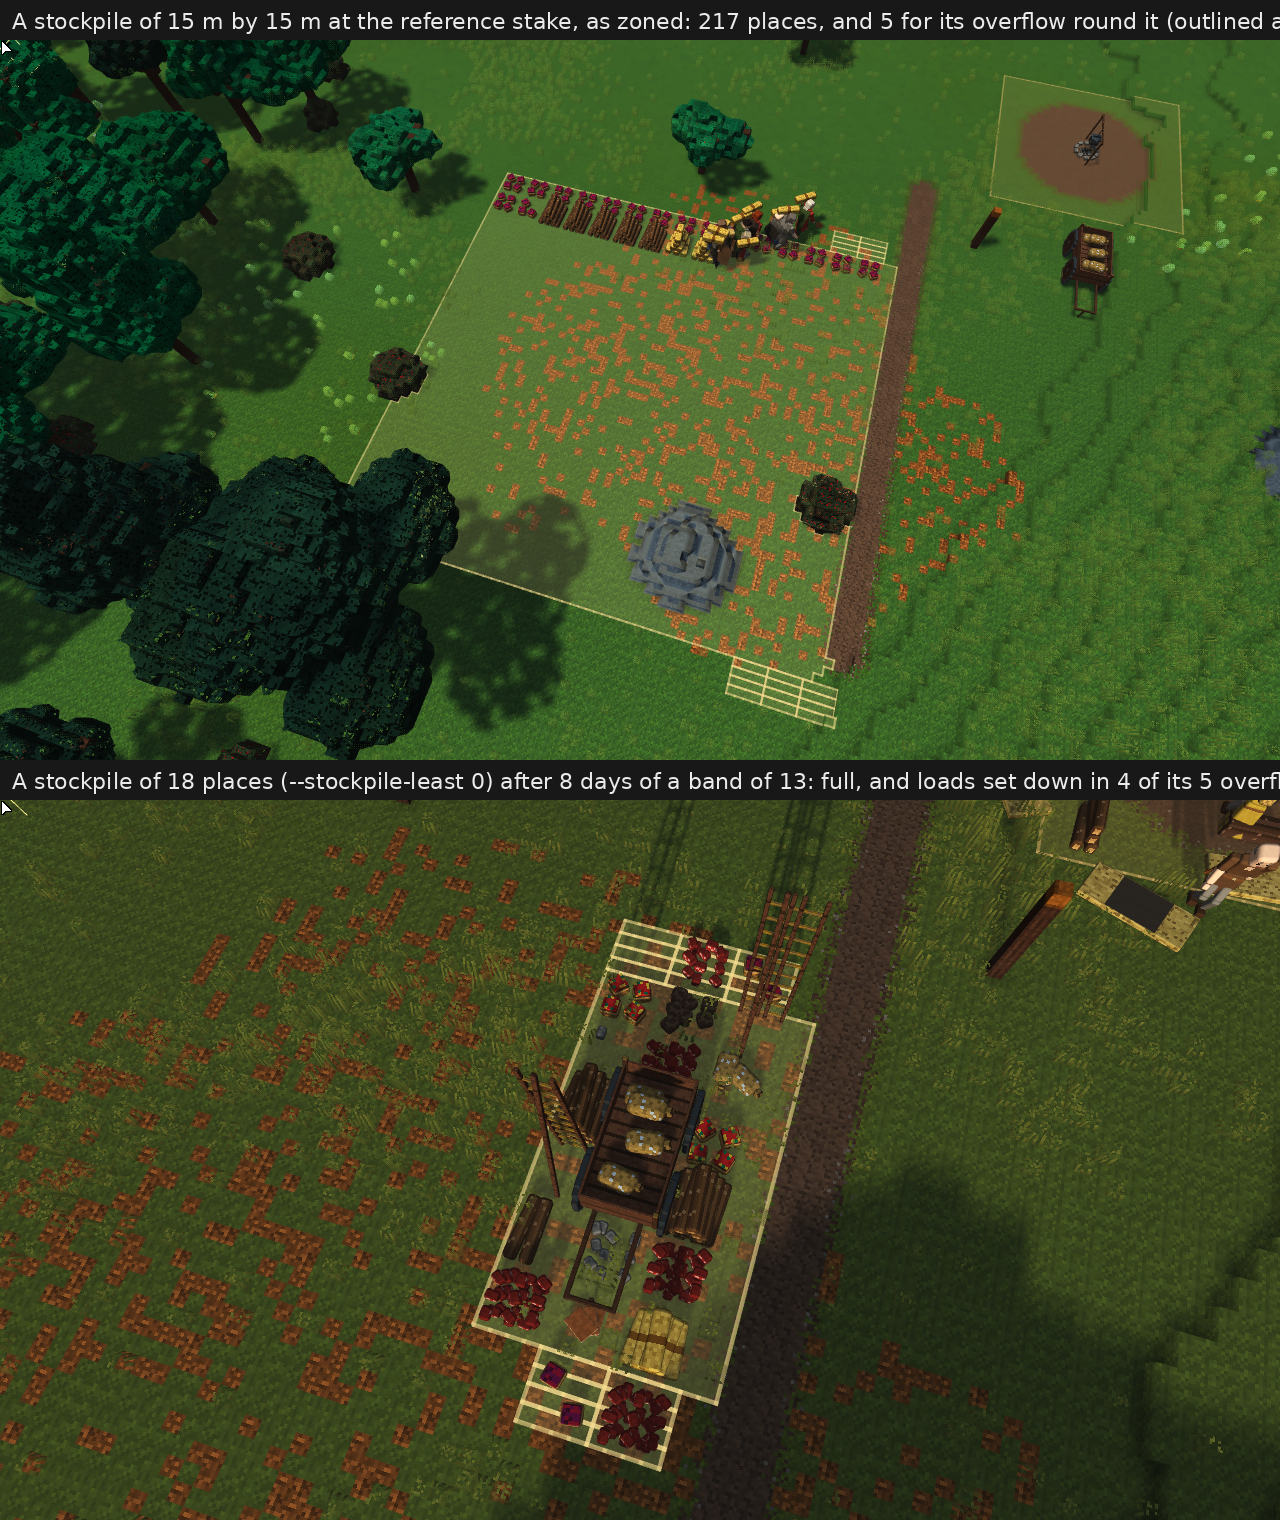 A stockpile of 15 m by 15 m at the reference stake, as zoned: 217 places, and 5 for its overflow round it (outlined
A stockpile of 18 places (--stockpile-least 0) after 8 days of a band of 13: full, and loads set down in 4 of its 5